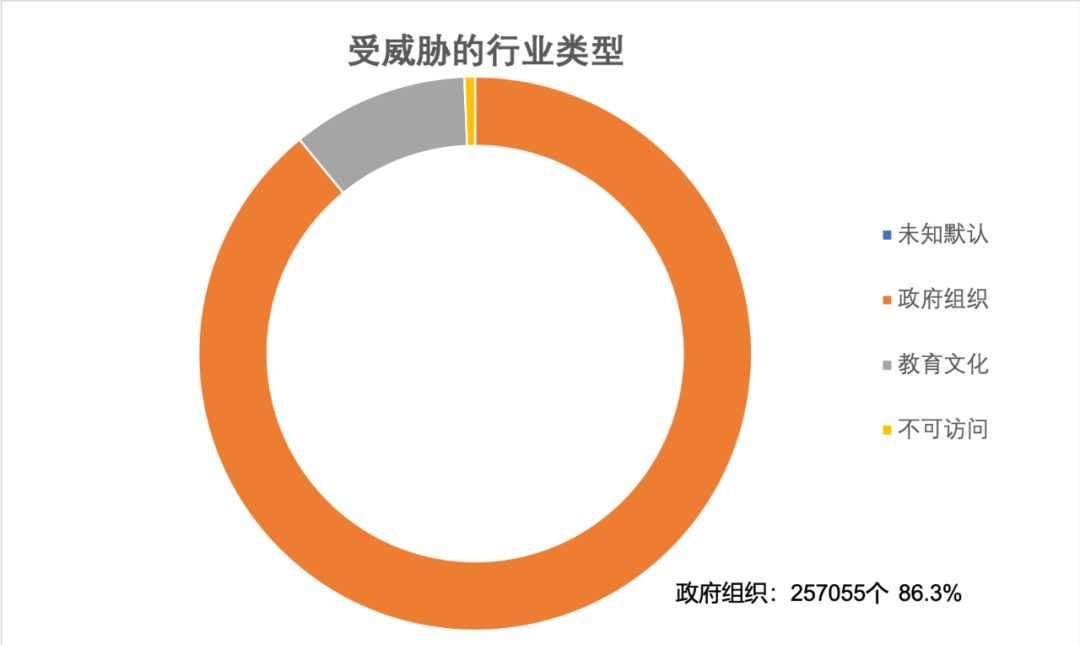 受威胁的行业类型
未知默认
政府组织
教育文化
不可访问
政府组织：257055个 86.3%